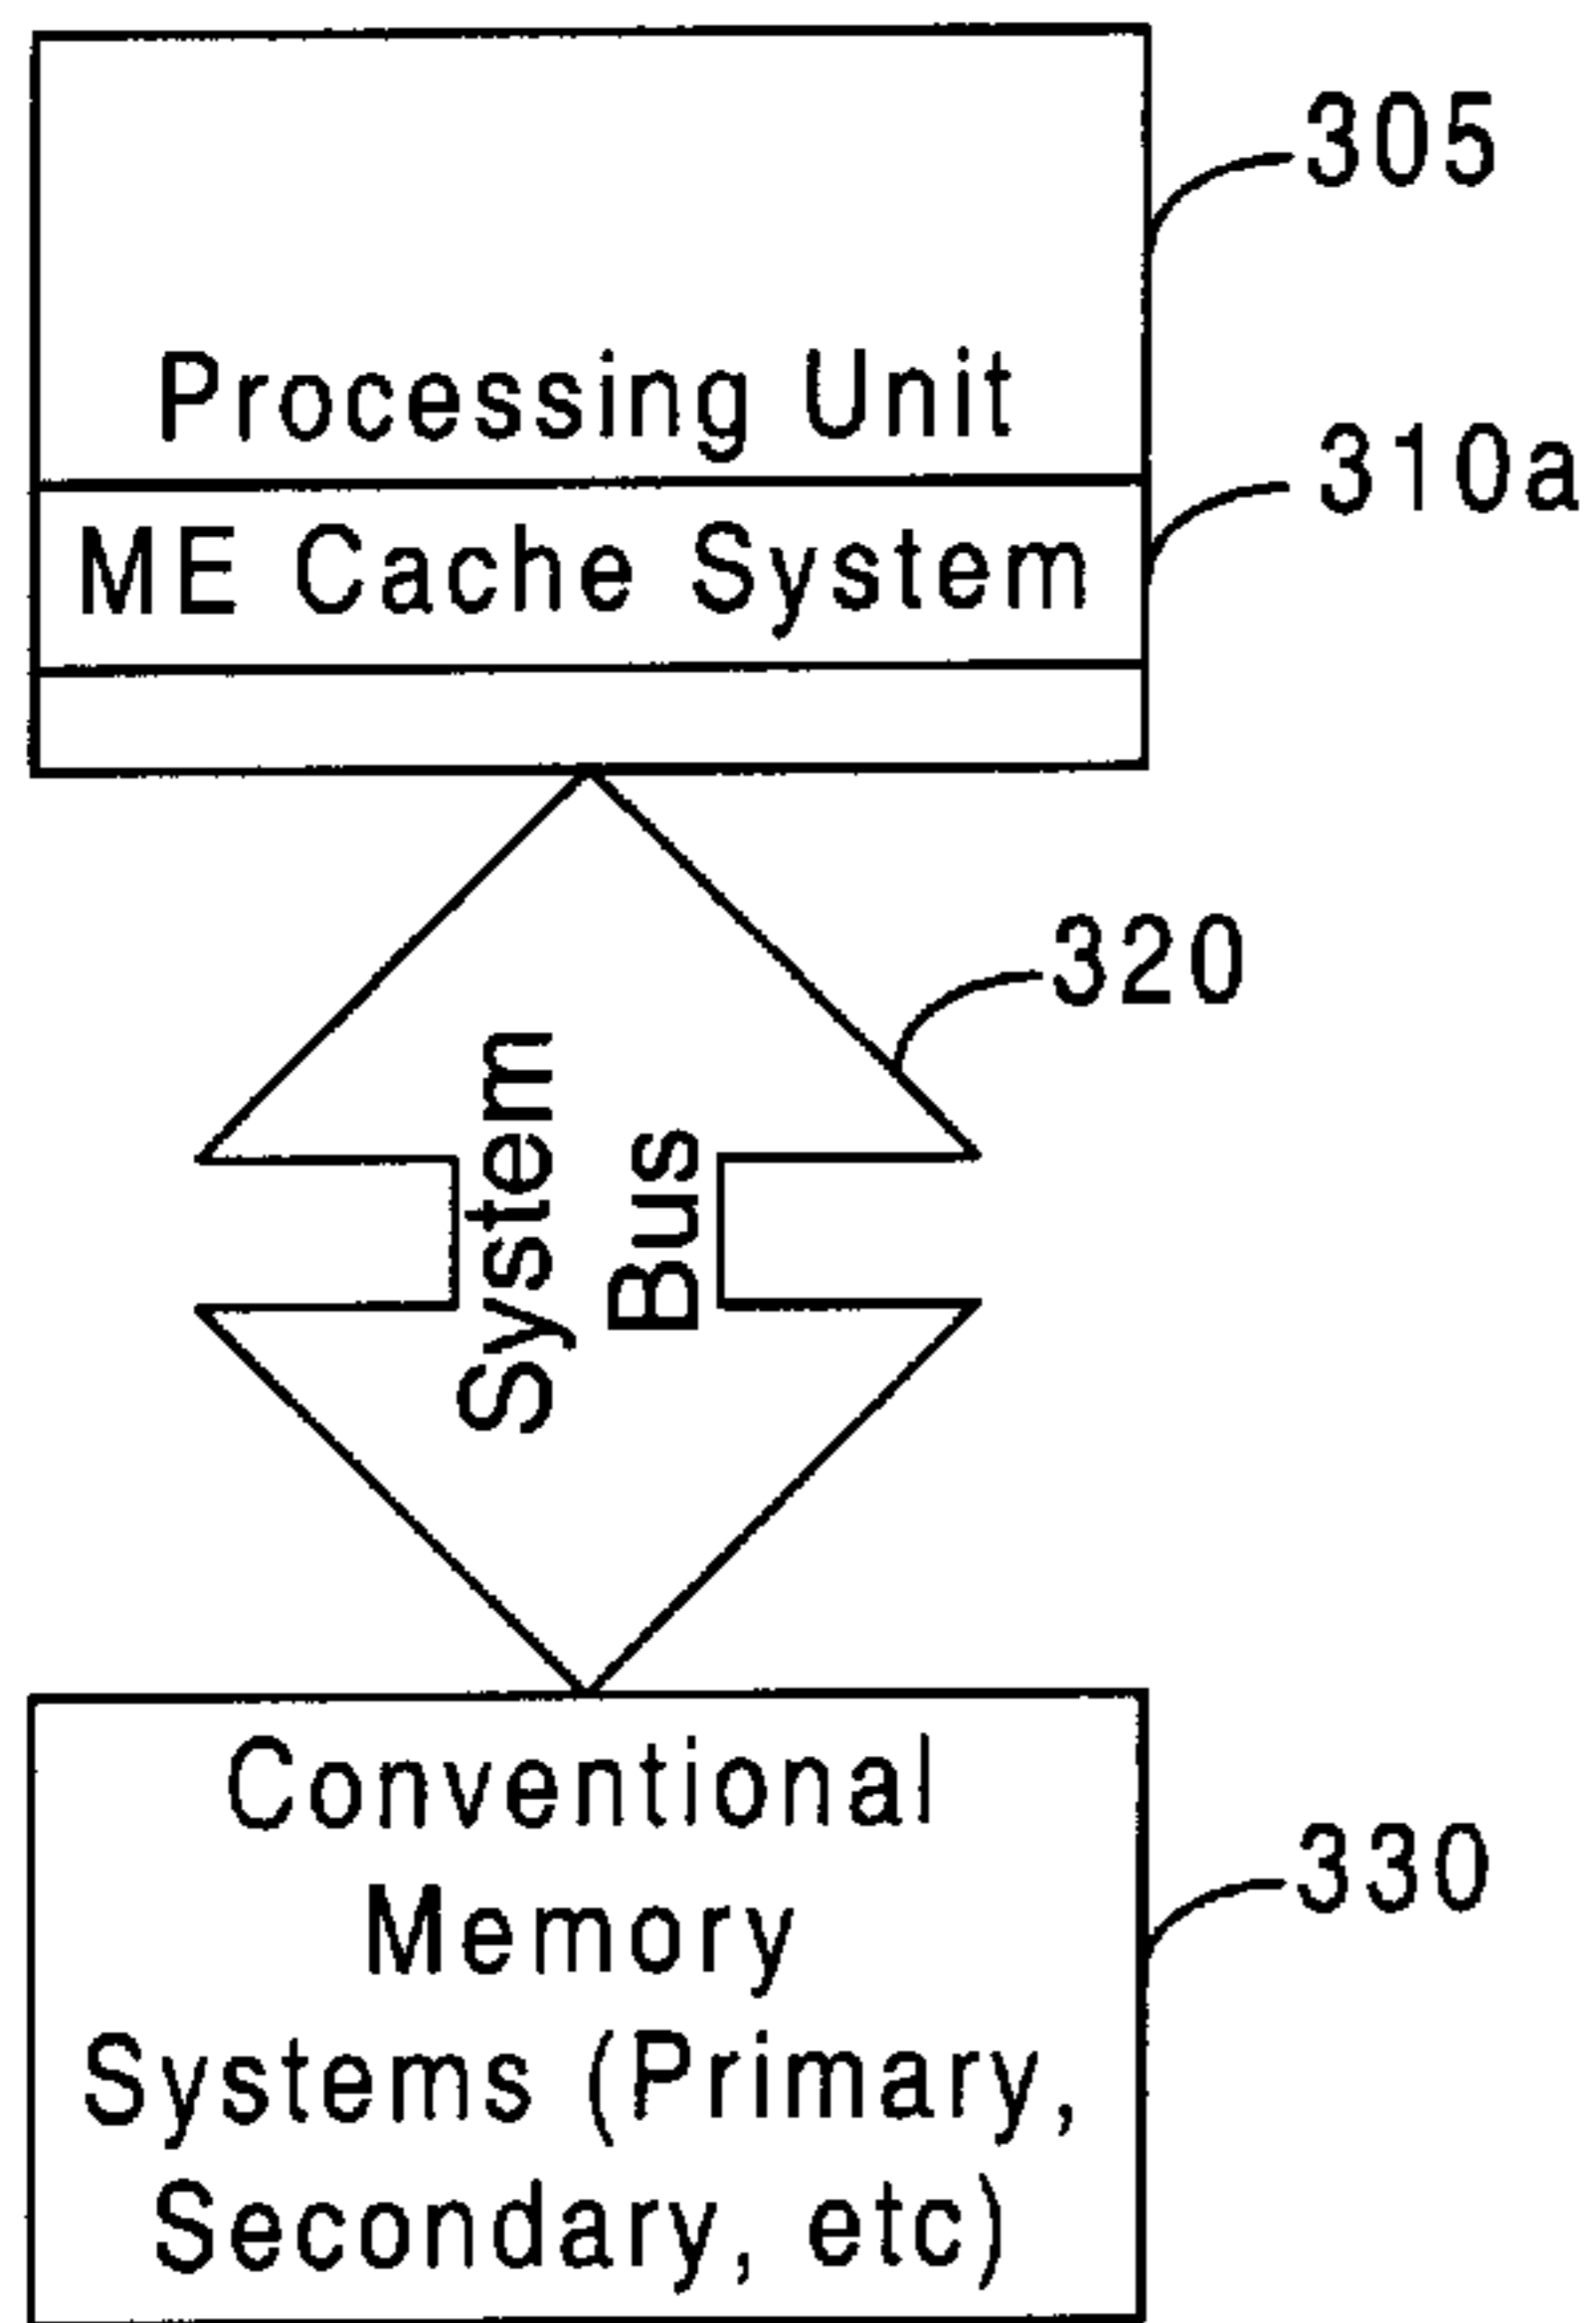 305
Processing Unit
310a
ME Cache System
320
System
Bus
Conventional
Memory
330
Systems (Primary,
Secondary, etc)